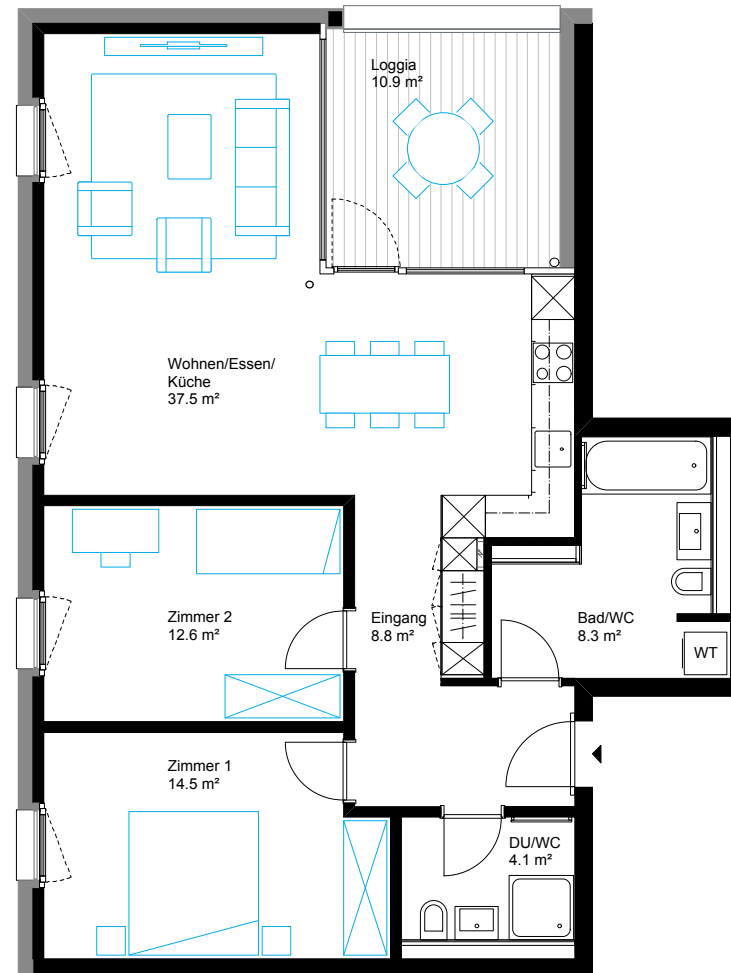 Loggia
10.9 m²
Wohnen/Essen/
Küche
37.5 m²
Zimmer 2
12.6 m²
Eingang
8.8 m²
Bad/WC
8.3 m²
WT
Zimmer 1
14.5 m²
DU/WC
4.1 m²